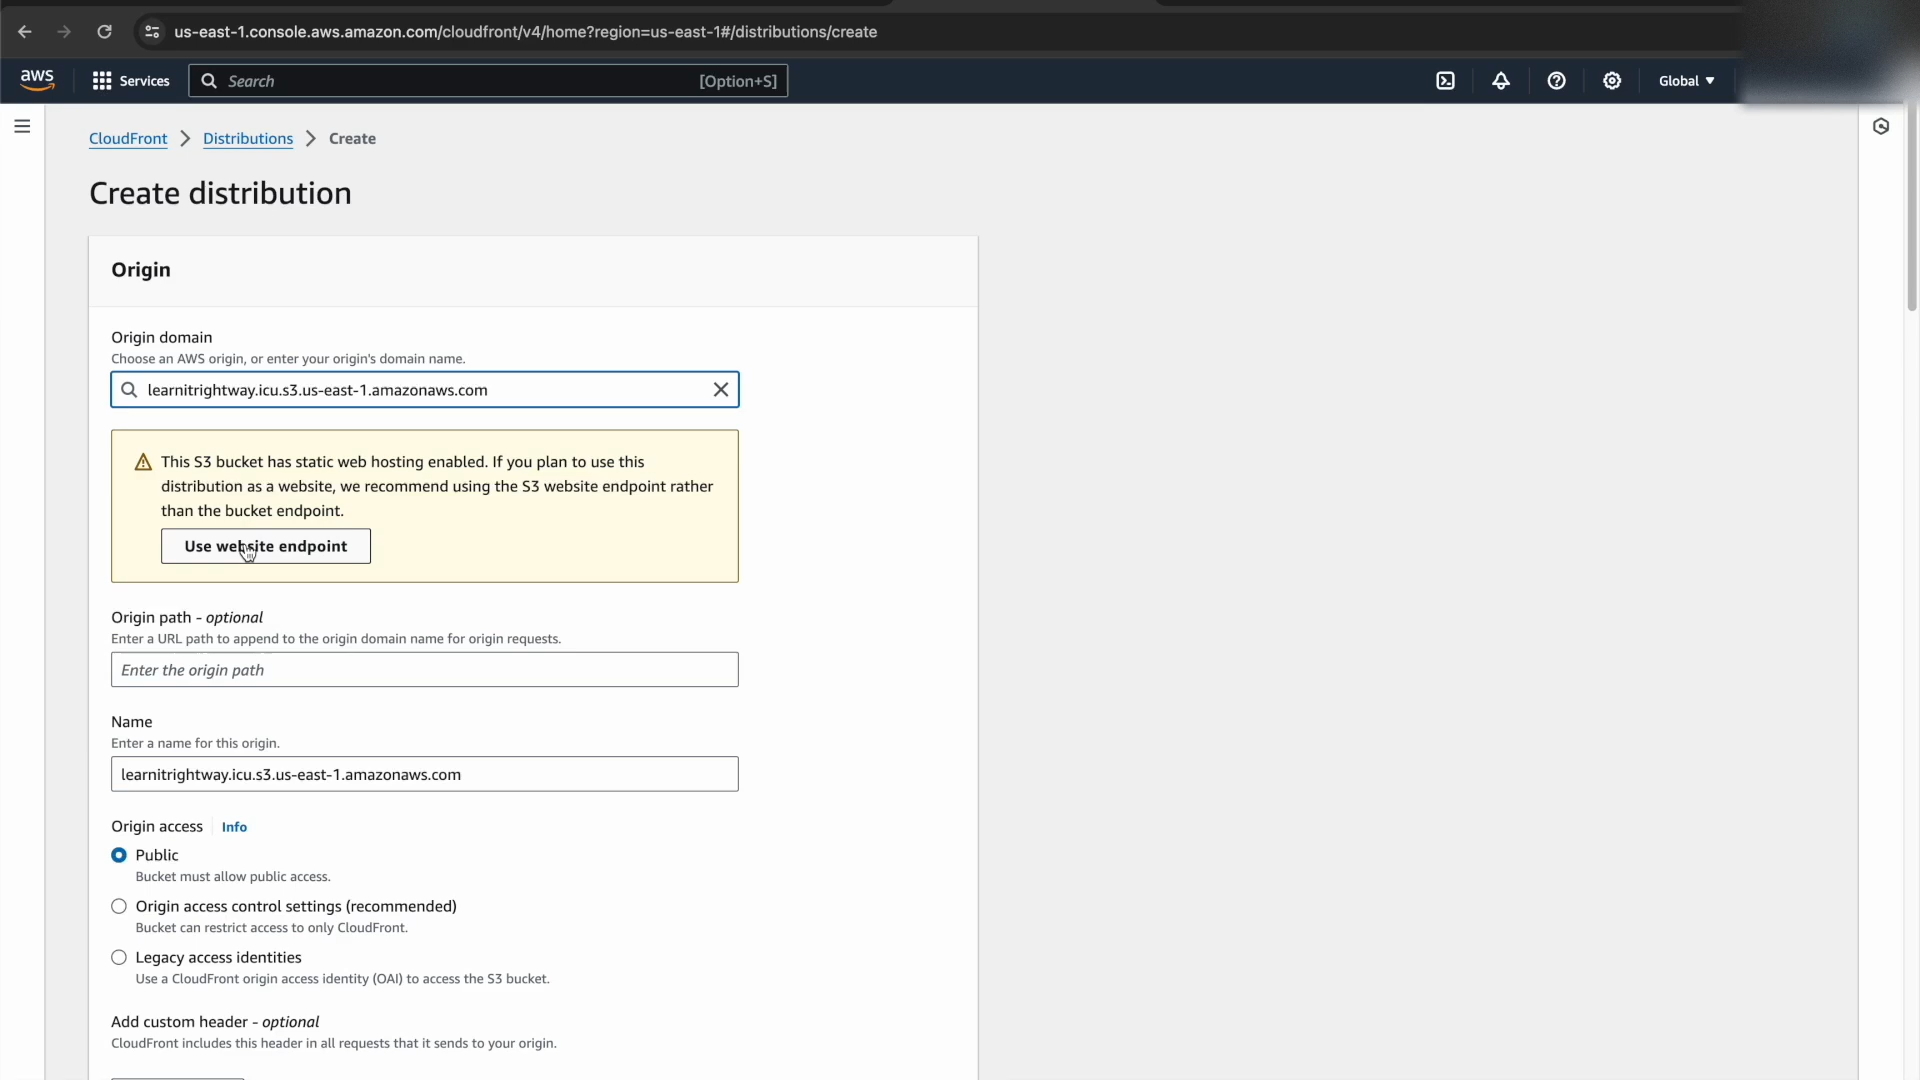 us-east-1.console.aws.amazon.com/cloudfront/v4/home?region=us-east-1#/distributions/create
aws
Services
Search
[Option+S]
Global
CloudFront
Distributions
Create
Create distribution
Origin
Origin domain
Choose an AWS origin, or enter your origin's domain name.
learnitrightway.icu.s3.us-east-1.amazonaws.com
This S3 bucket has static web hosting enabled. If you plan to use this
distribution as a website, we recommend using the S3 website endpoint rather
than the bucket endpoint.
Use website endpoint
Origin path - optional
Enter a URL path to append to the origin domain name for origin requests.
Enter the origin path
Name
Enter a name for this origin.
learnitrightway.icu.s3.us-east-1.amazonaws.com
Origin access
Info
Public
Bucket must allow public access.
Origin access control settings (recommended)
Bucket can restrict access to only CloudFront.
Legacy access identities
Use a CloudFront origin access identity (OAI) to access the S3 bucket.
Add custom header - optional
CloudFront includes this header in all requests that it sends to your origin.